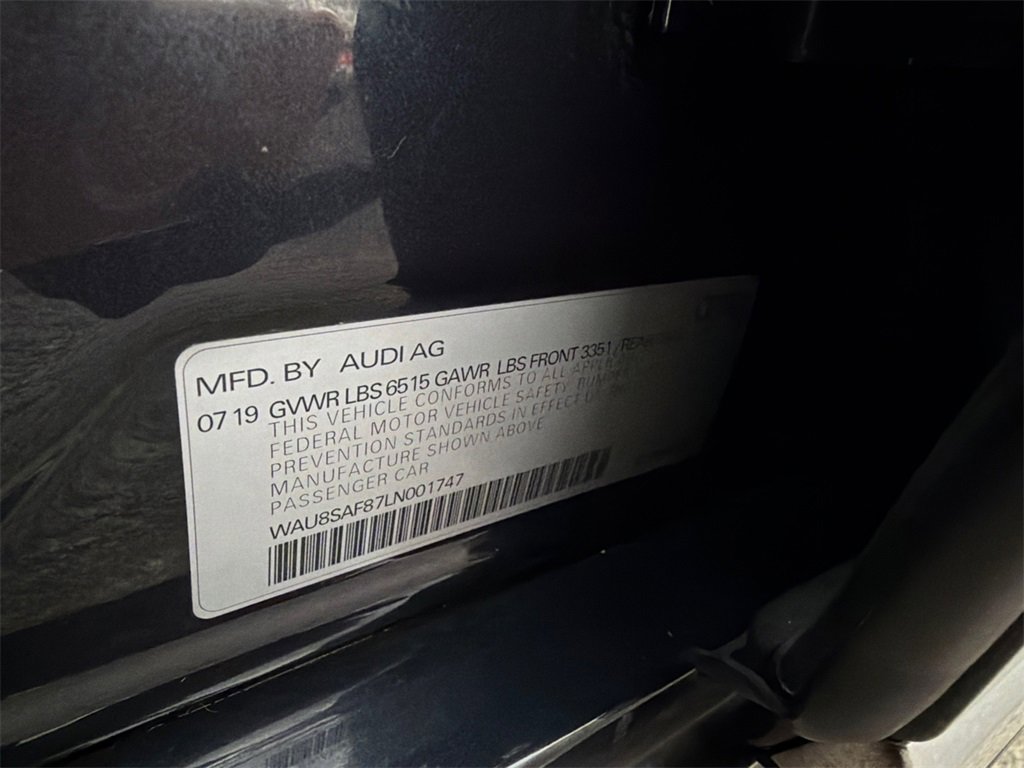 MFD. BY AUDI AG
07 19 GVWR LBS 6515 GAWR LBS FRONT 3351, REAR
THIS VEHICLE CONFORMS TO ALL
FEDERAL MOTOR VEHICLE SAFETY,
PREVENTION STANDARDS IN EFFECT
MANUFACTURE SHOWN ABOVE
PASSENGER CAR
WAU8SAF87LN001747